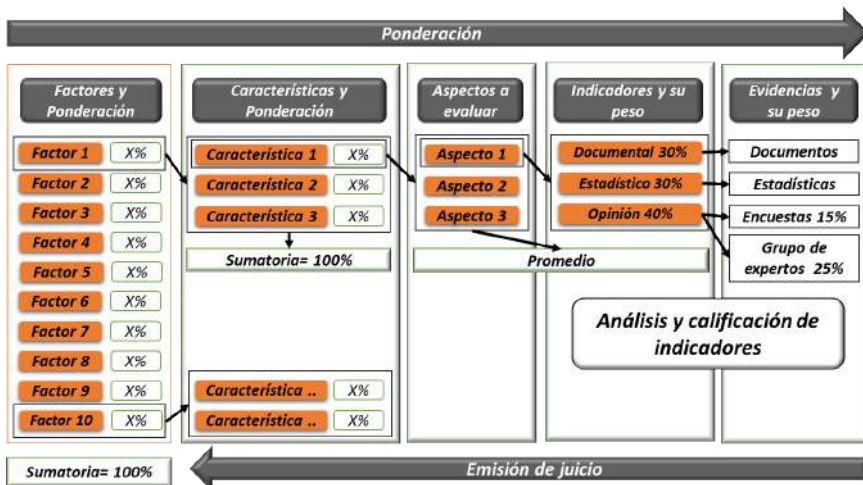 Ponderación
Factores y
Ponderación
Características y
Ponderación
Aspectos a
evaluar
Indicadores y su
peso
Evidencias y
su peso
Factor 1 X%
Factor 2 X%
Factor 3 X%
Factor 4 X%
Factor 5 X%
Factor 6 X%
Factor 7 X%
Factor 8 X%
Factor 9 X%
Factor 10 X%
Sumatoria= 100%
Característica 1 X%
Característica 2 X%
Característica 3 X%
Sumatoria= 100%
Característica .. X%
Característica .. X%
Aspecto 1
Aspecto 2
Aspecto 3
Promedio
Documental 30%
Estadístico 30%
Opinión 40%
Documentos
Estadísticas
Encuestas 15%
Grupo de
expertos 25%
Análisis y calificación de
indicadores
Emisión de juicio